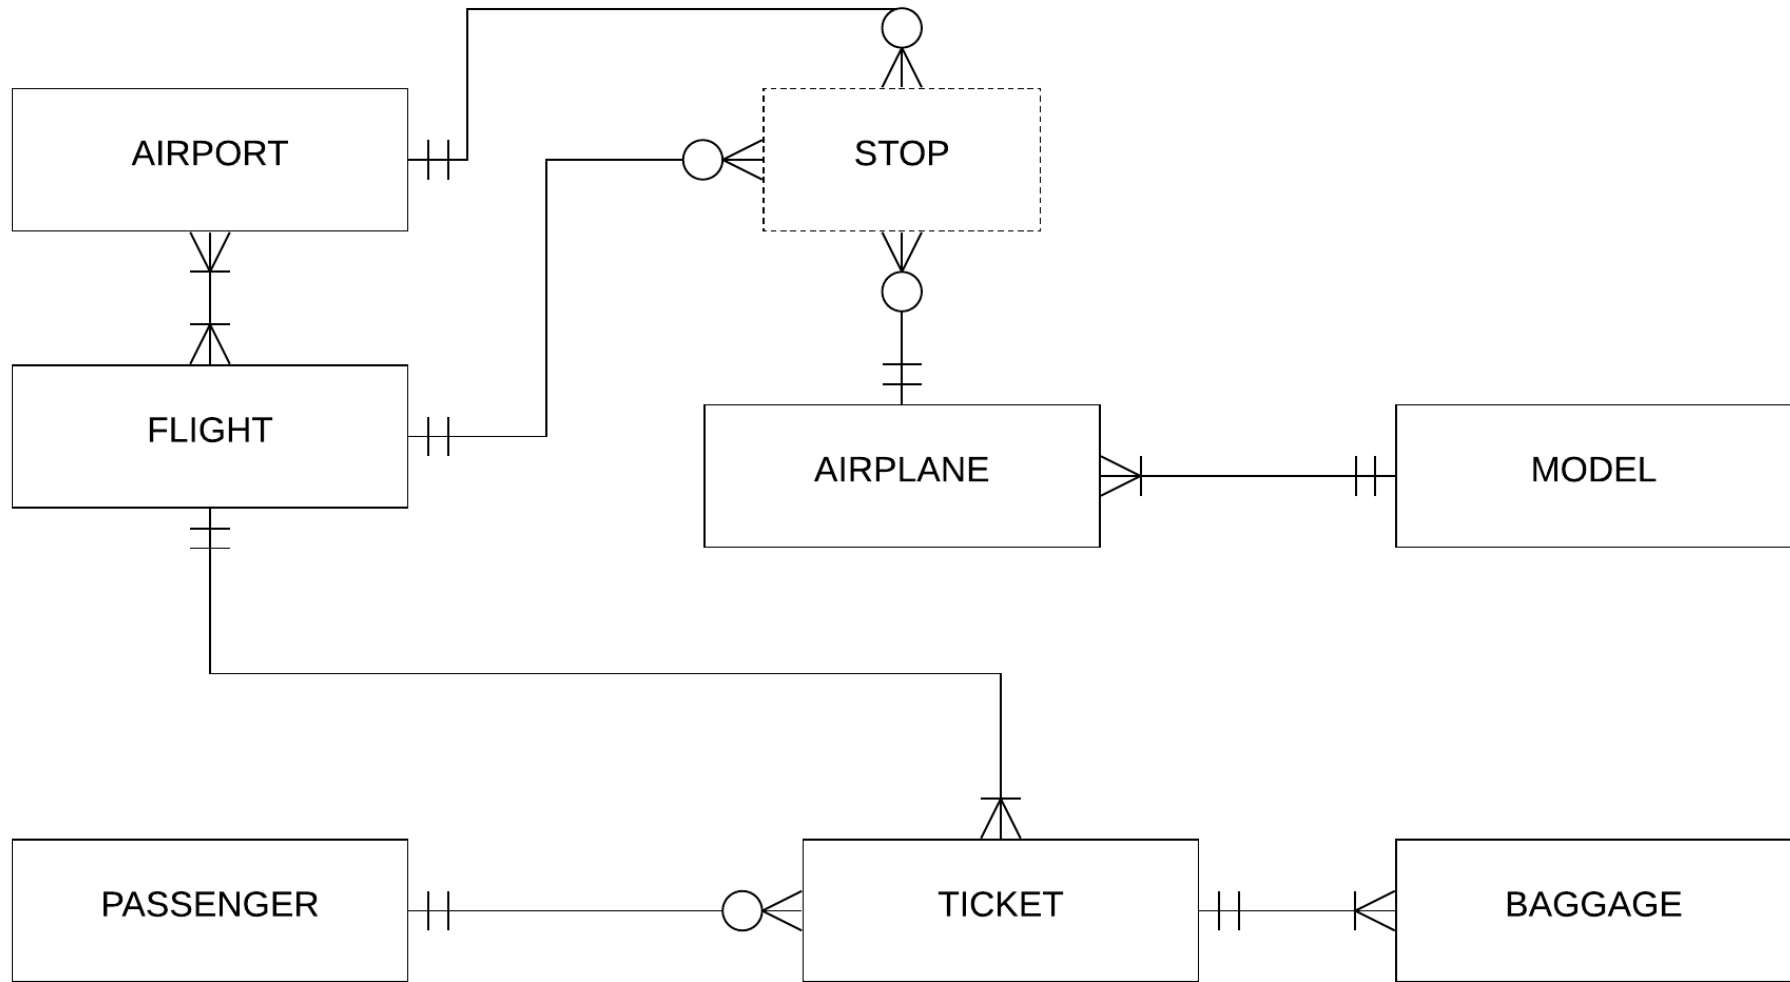 AIRPORT
STOP
FLIGHT
AIRPLANE
MODEL
PASSENGER
TICKET
BAGGAGE